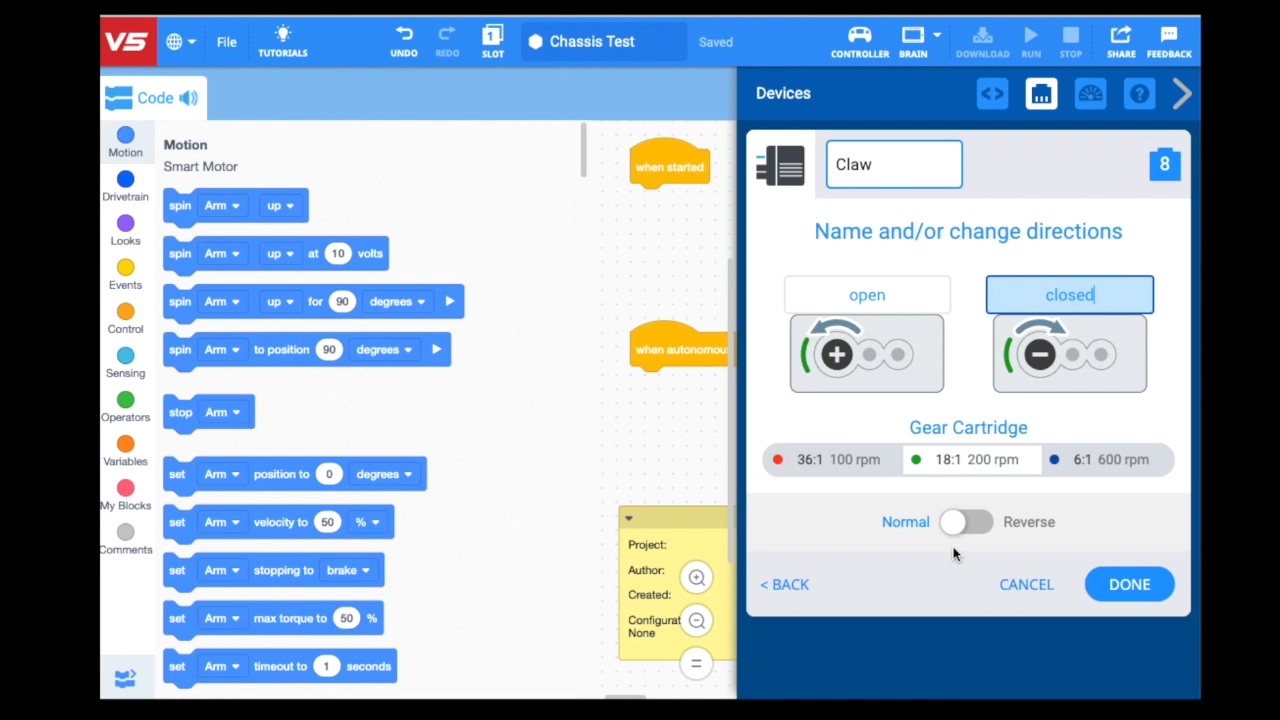 V5
File
TUTORIALS
UNDO
REDO
1
SLOT
Chassis Test
Saved
CONTROLLER
BRAIN
DOWNLOAD
RUN
STOP
SHARE
FEEDBACK
Code
Devices
<>
?
Motion
Drivetrain
Looks
Events
Control
Sensing
Operators
Variables
My Blocks
Comments
Motion
Smart Motor
spin Arm up
spin Arm up at 10 volts
spin Arm up for 90 degrees
spin Arm to position 90 degrees
stop Arm
set Arm position to 0 degrees
set Arm velocity to 50 %
set Arm stopping to brake
set Arm max torque to 50 %
set Arm timeout to 1 seconds
when started
when autonomous
Project:
Author:
Created:
Configurat
None
Claw
8
Name and/or change directions
open
closed
+
−
Gear Cartridge
36:1 100 rpm
18:1 200 rpm
6:1 600 rpm
Normal
Reverse
< BACK
CANCEL
DONE